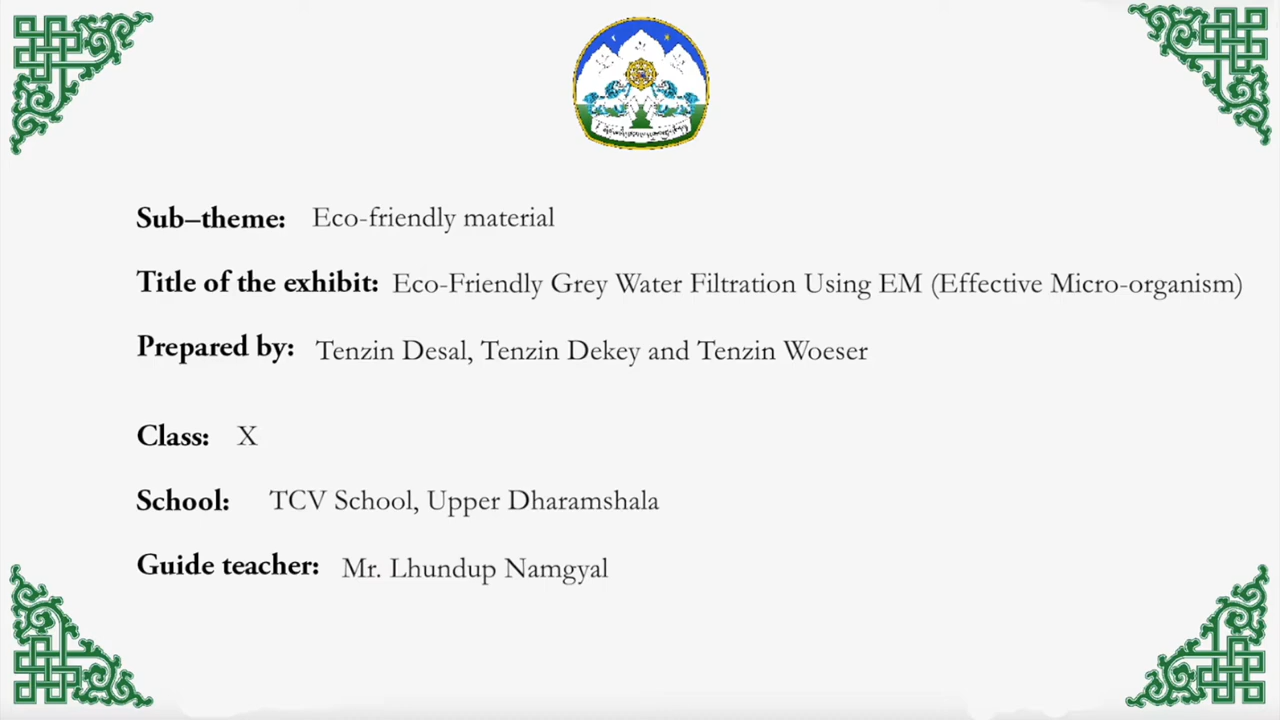 Sub–theme: Eco-friendly material
Title of the exhibit: Eco-Friendly Grey Water Filtration Using EM (Effective Micro-organism)
Prepared by: Tenzin Desal, Tenzin Dekey and Tenzin Woeser
Class: X
School: TCV School, Upper Dharamshala
Guide teacher: Mr. Lhundup Namgyal